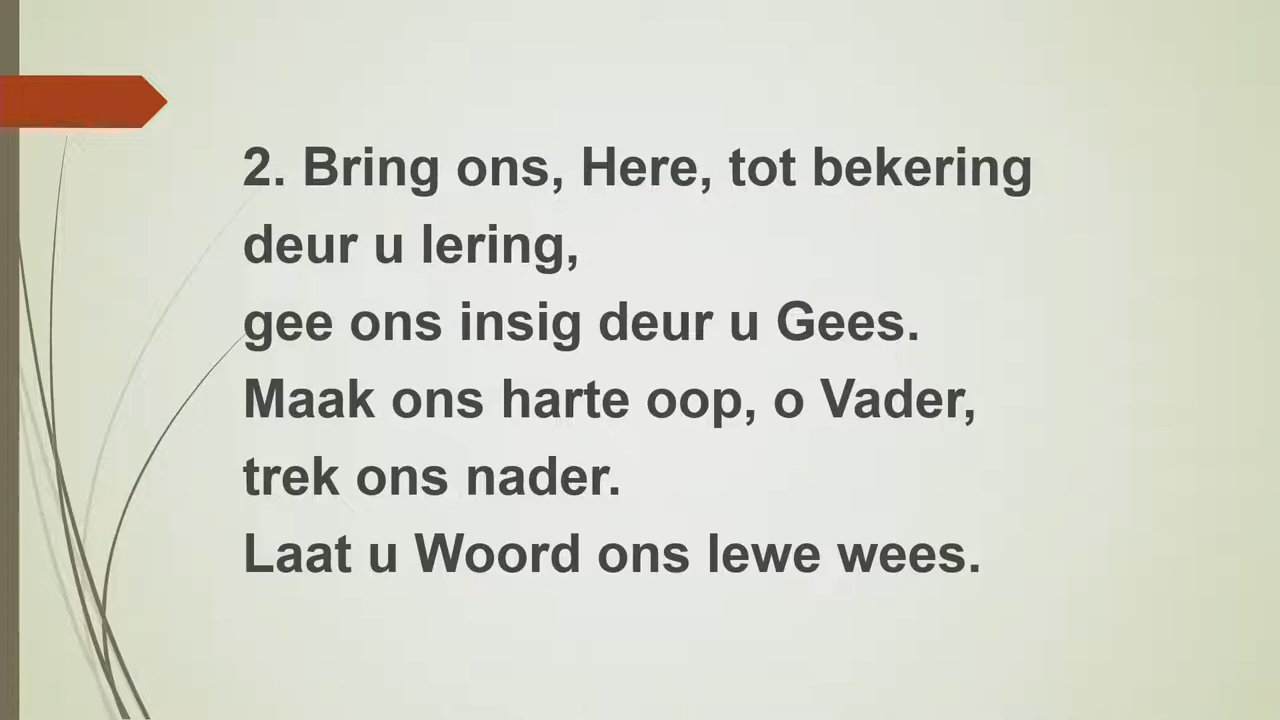 2. Bring ons, Here, tot bekering
deur u lering,
gee ons insig deur u Gees.
Maak ons harte oop, o Vader,
trek ons nader.
Laat u Woord ons lewe wees.